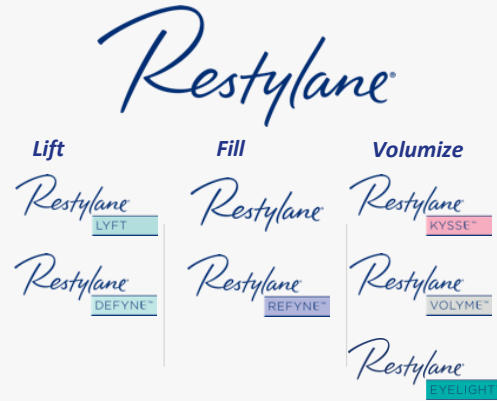 Restylane®
Lift
Restylane
LYFT
Restylane
DEFYNE™
Fill
Restylane
Restylane
REFYNE™
Volumize
Restylane
KYSSE™
Restylane
VOLYME™
Restylane
EYELIGHT